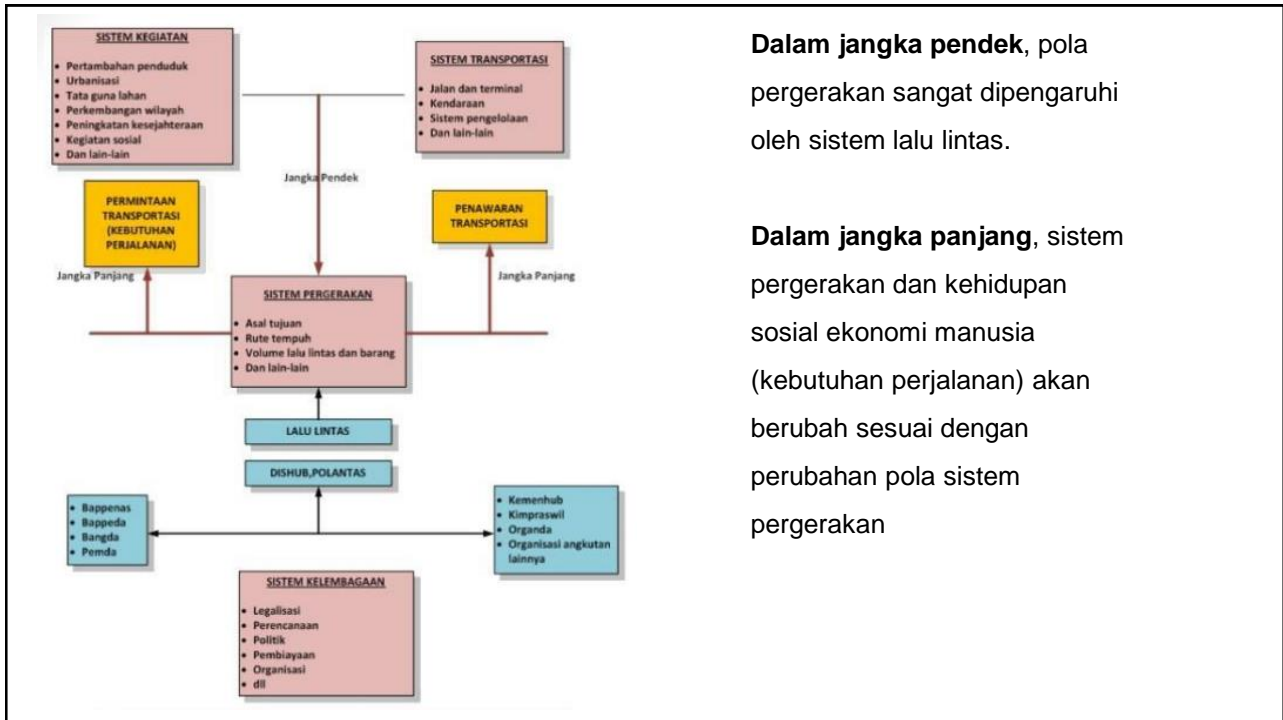 SISTEM KEGIATAN
• Pertambahan penduduk
• Urbanisasi
• Tata guna lahan
• Perkembangan wilayah
• Peningkatan kesejahteraan
• Kegiatan sosial
• Dan lain-lain
SISTEM TRANSPORTASI
• Jalan dan terminal
• Kendaraan
• Sistem pengelolaan
• Dan lain-lain
Jangka Pendek
PERMINTAAN
TRANSPORTASI
(KEBUTUHAN
PERJALANAN)
PENAWARAN
TRANSPORTASI
Jangka Panjang
Jangka Panjang
SISTEM PERGERAKAN
• Asal tujuan
• Rute tempuh
• Volume lalu lintas dan barang
• Dan lain-lain
LALU LINTAS
DISHUB,POLANTAS
• Bappenas
• Bappeda
• Bangda
• Pemda
• Kemenhub
• Kimpraswil
• Organda
• Organisasi angkutan
lainnya
SISTEM KELEMBAGAAN
• Legalisasi
• Perencanaan
• Politik
• Pembiayaan
• Organisasi
• dll
Dalam jangka pendek, pola
pergerakan sangat dipengaruhi
oleh sistem lalu lintas.
Dalam jangka panjang, sistem
pergerakan dan kehidupan
sosial ekonomi manusia
(kebutuhan perjalanan) akan
berubah sesuai dengan
perubahan pola sistem
pergerakan